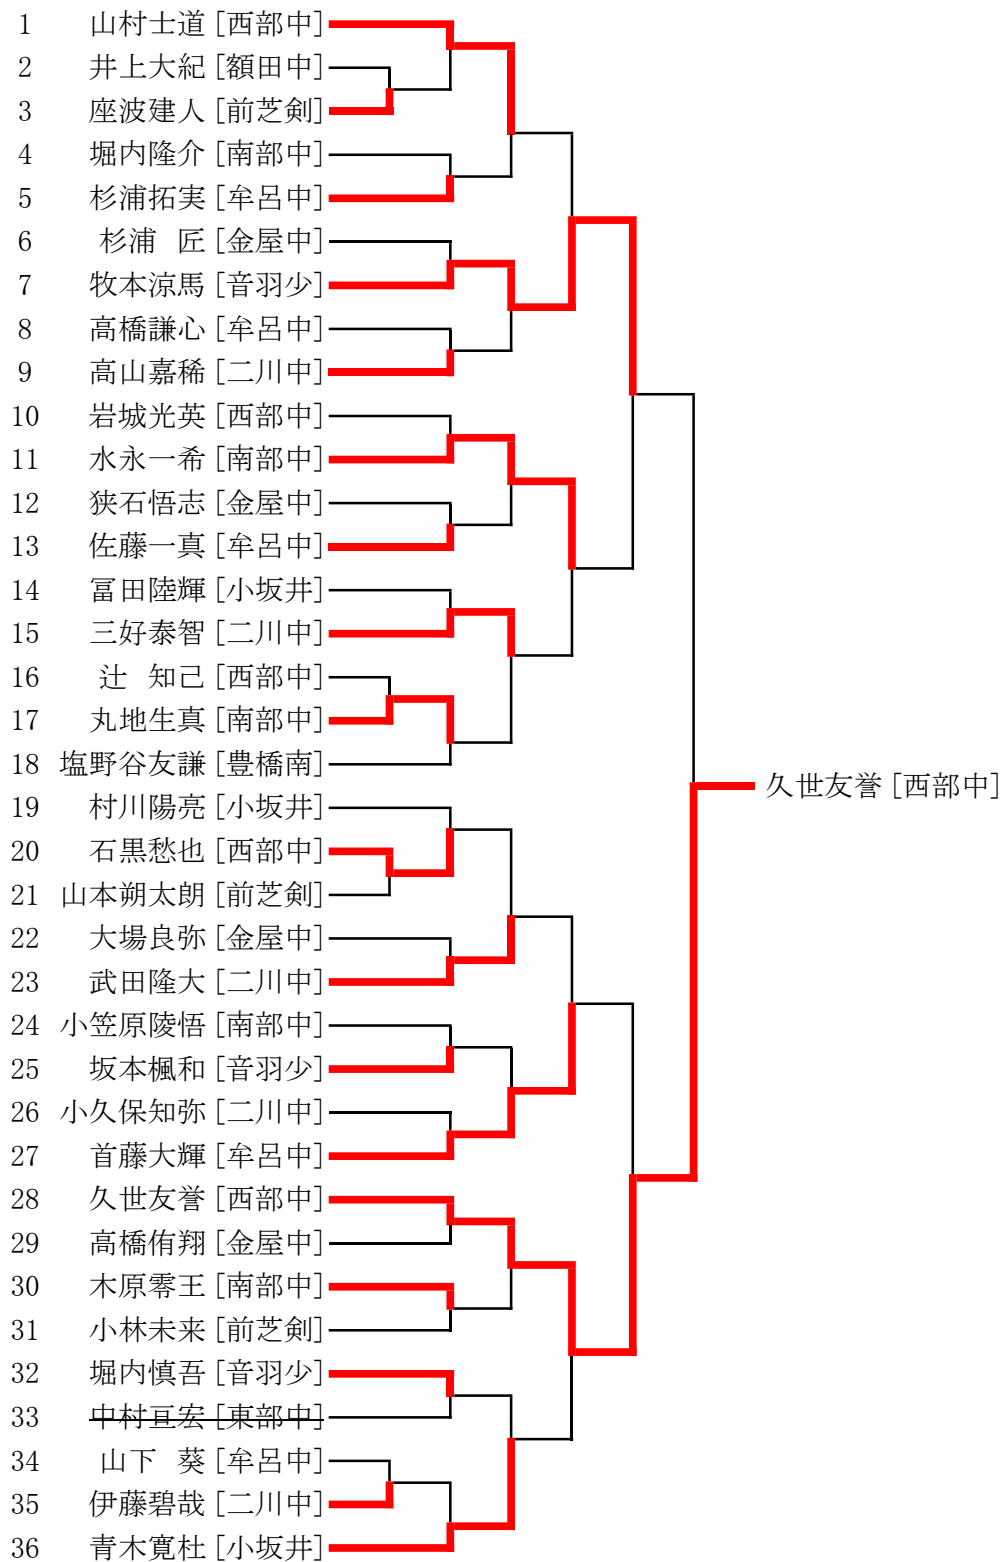 1 山村士道 [西部中]
2 井上大紀 [額田中]
3 座波建人 [前芝剣]
4 堀内隆介 [南部中]
5 杉浦拓実 [牟呂中]
6 杉浦 匠 [金屋中]
7 牧本涼馬 [音羽少]
8 高橋謙心 [牟呂中]
9 高山嘉稀 [二川中]
10 岩城光英 [西部中]
11 水永一希 [南部中]
12 狭石悟志 [金屋中]
13 佐藤一真 [牟呂中]
14 冨田陸輝 [小坂井]
15 三好泰智 [二川中]
16 辻 知己 [西部中]
17 丸地生真 [南部中]
18 塩野谷友謙 [豊橋南]
久世友誉 [西部中]
19 村川陽亮 [小坂井]
20 石黒愁也 [西部中]
21 山本朔太朗 [前芝剣]
22 大場良弥 [金屋中]
23 武田隆大 [二川中]
24 小笠原陵悟 [南部中]
25 坂本楓和 [音羽少]
26 小久保知弥 [二川中]
27 首藤大輝 [牟呂中]
28 久世友誉 [西部中]
29 高橋侑翔 [金屋中]
30 木原零王 [南部中]
31 小林未来 [前芝剣]
32 堀内慎吾 [音羽少]
33 中村亘宏 [東部中]
34 山下 葵 [牟呂中]
35 伊藤碧哉 [二川中]
36 青木寛杜 [小坂井]